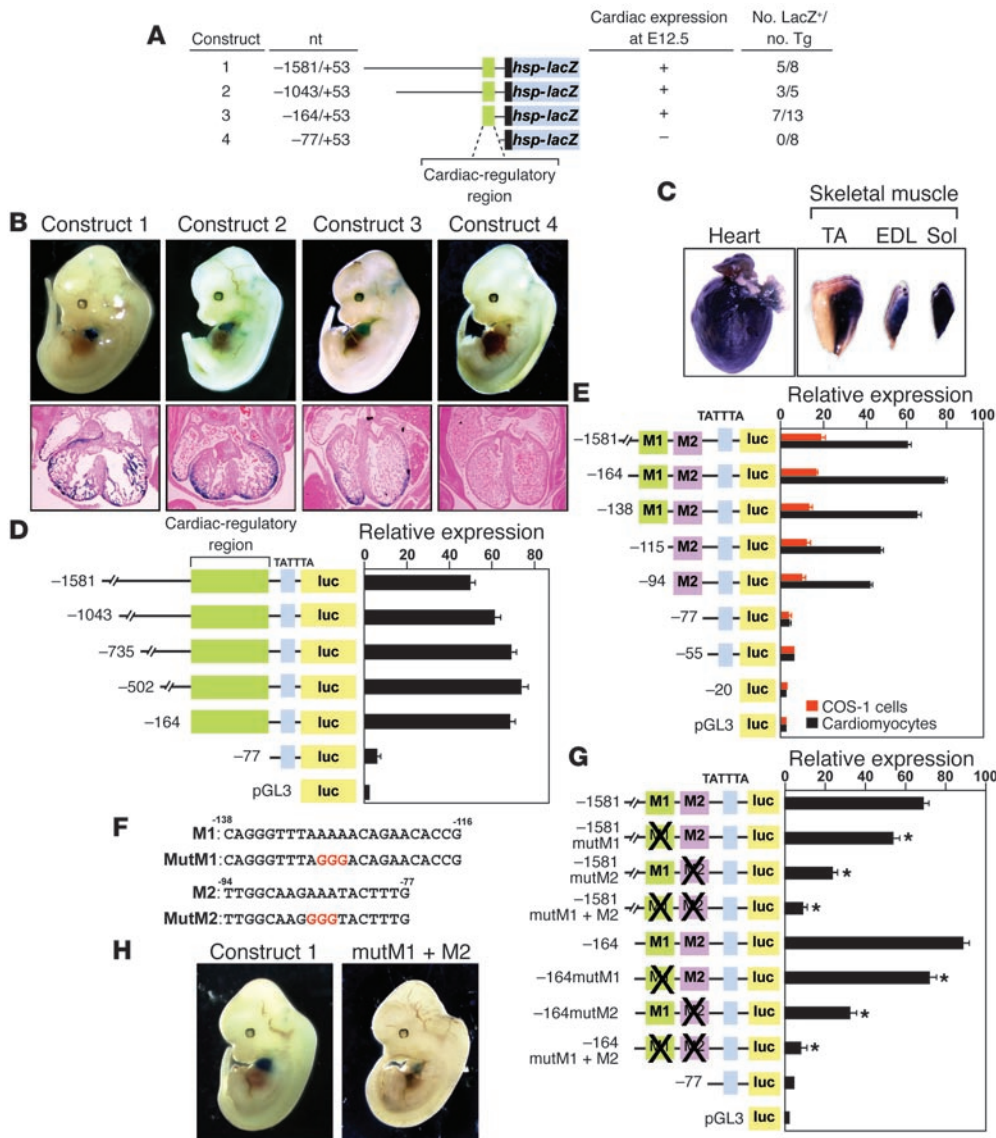 A
Construct nt Cardiac expression at E12.5 No. LacZ⁺/ no. Tg
1 −1581/+53 hsp-lacZ + 5/8
2 −1043/+53 hsp-lacZ + 3/5
3 −164/+53 hsp-lacZ + 7/13
4 −77/+53 hsp-lacZ − 0/8
Cardiac-regulatory
region
B
Construct 1 Construct 2 Construct 3 Construct 4
C
Skeletal muscle
Heart TA EDL Sol
D
Cardiac-regulatory
region
TATTTA
Relative expression
0 20 40 60 80
−1581 luc
−1043 luc
−735 luc
−502 luc
−164 luc
−77 luc
pGL3 luc
E
Relative expression
TATTTA
0 20 40 60 80 100
−1581 M1 M2 luc
−164 M1 M2 luc
−138 M1 M2 luc
−115 M2 luc
−94 M2 luc
−77 luc
−55 luc
−20 luc
pGL3 luc
COS-1 cells
Cardiomyocytes
F
-138 -116
M1:CAGGGTTTAAAAACAGAACACCG
MutM1:CAGGGTTTAGGGACAGAACACCG
-94 -77
M2:TTGGCAAGAAATACTTTG
MutM2:TTGGCAAGGGGTACTTTG
G
Relative expression
TATTTA
0 20 40 60 80 100
−1581 M1 M2 luc
−1581
mutM1 M1 M2 luc *
−1581
mutM2 M1 M2 luc *
−1581
mutM1 + M2 M1 M2 luc *
−164 M1 M2 luc
−164mutM1 M1 M2 luc *
−164mutM2 M1 M2 luc *
−164
mutM1 + M2 M1 M2 luc *
−77 luc
pGL3 luc
H
Construct 1 mutM1 + M2